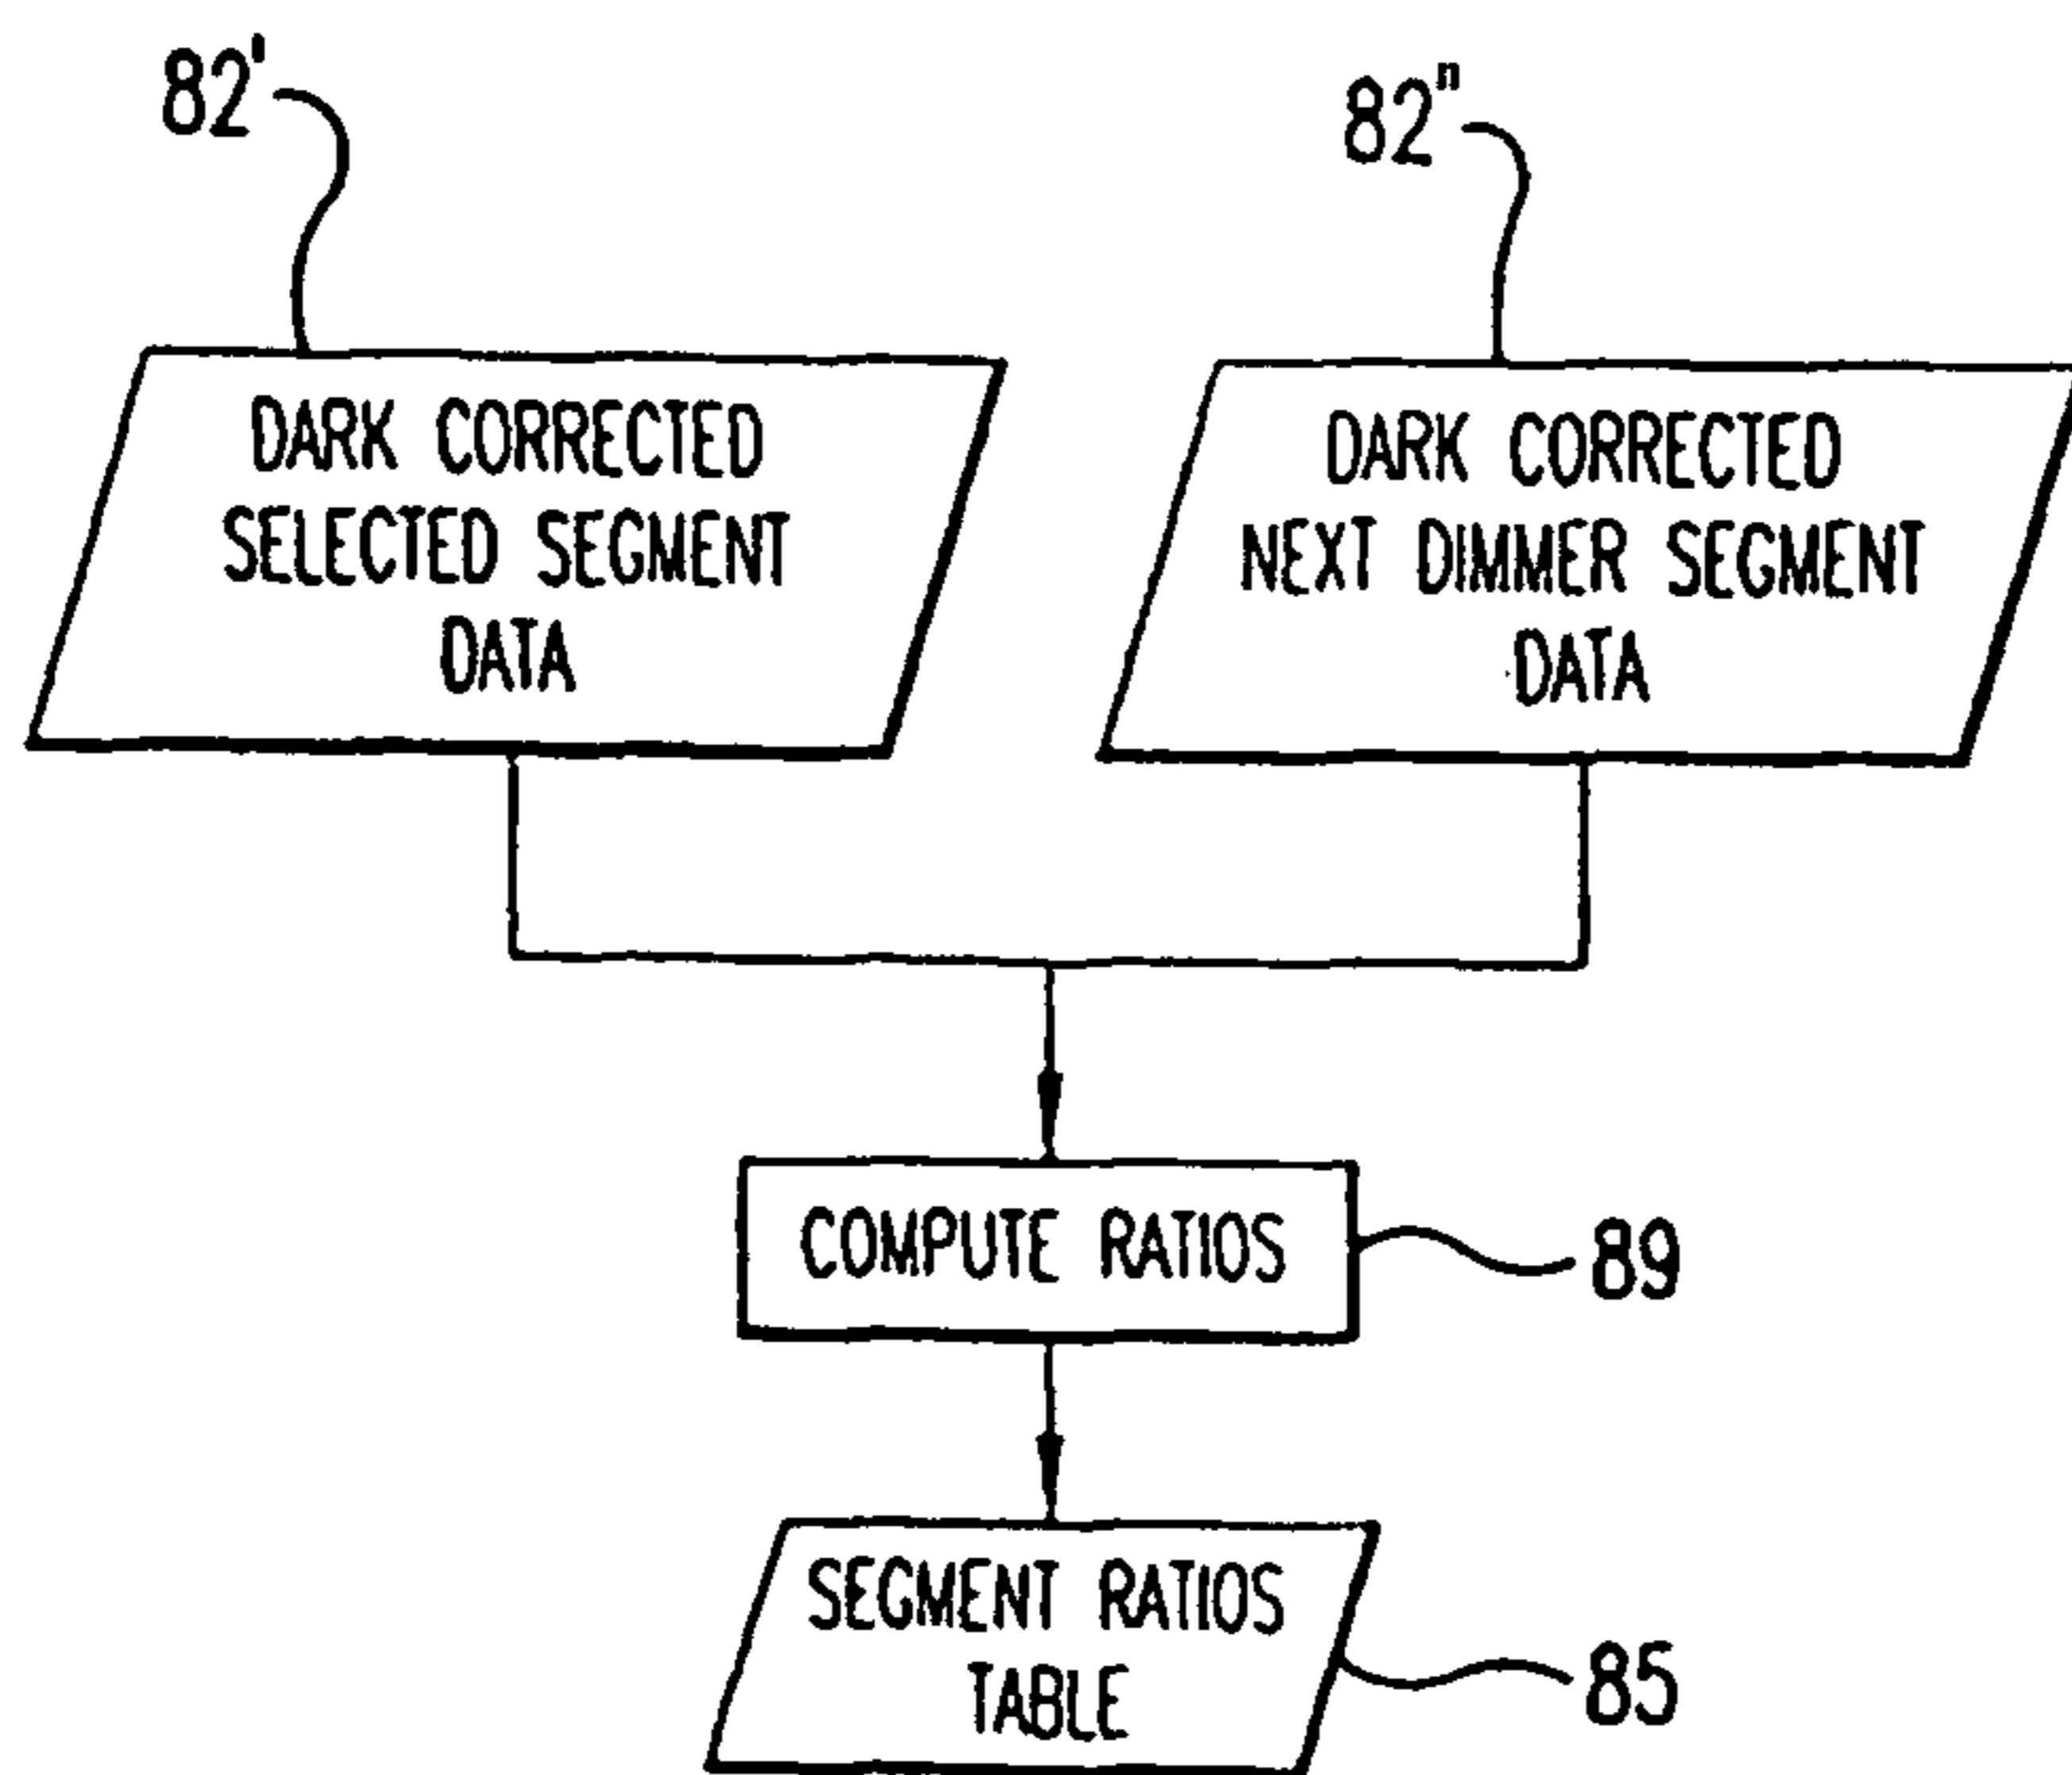 82'
82"
DARK CORRECTED
SELECTED SEGMENT
DATA
DARK CORRECTED
NEXT DIMMER SEGMENT
DATA
COMPUTE RATIOS
89
SEGMENT RATIOS
TABLE
85